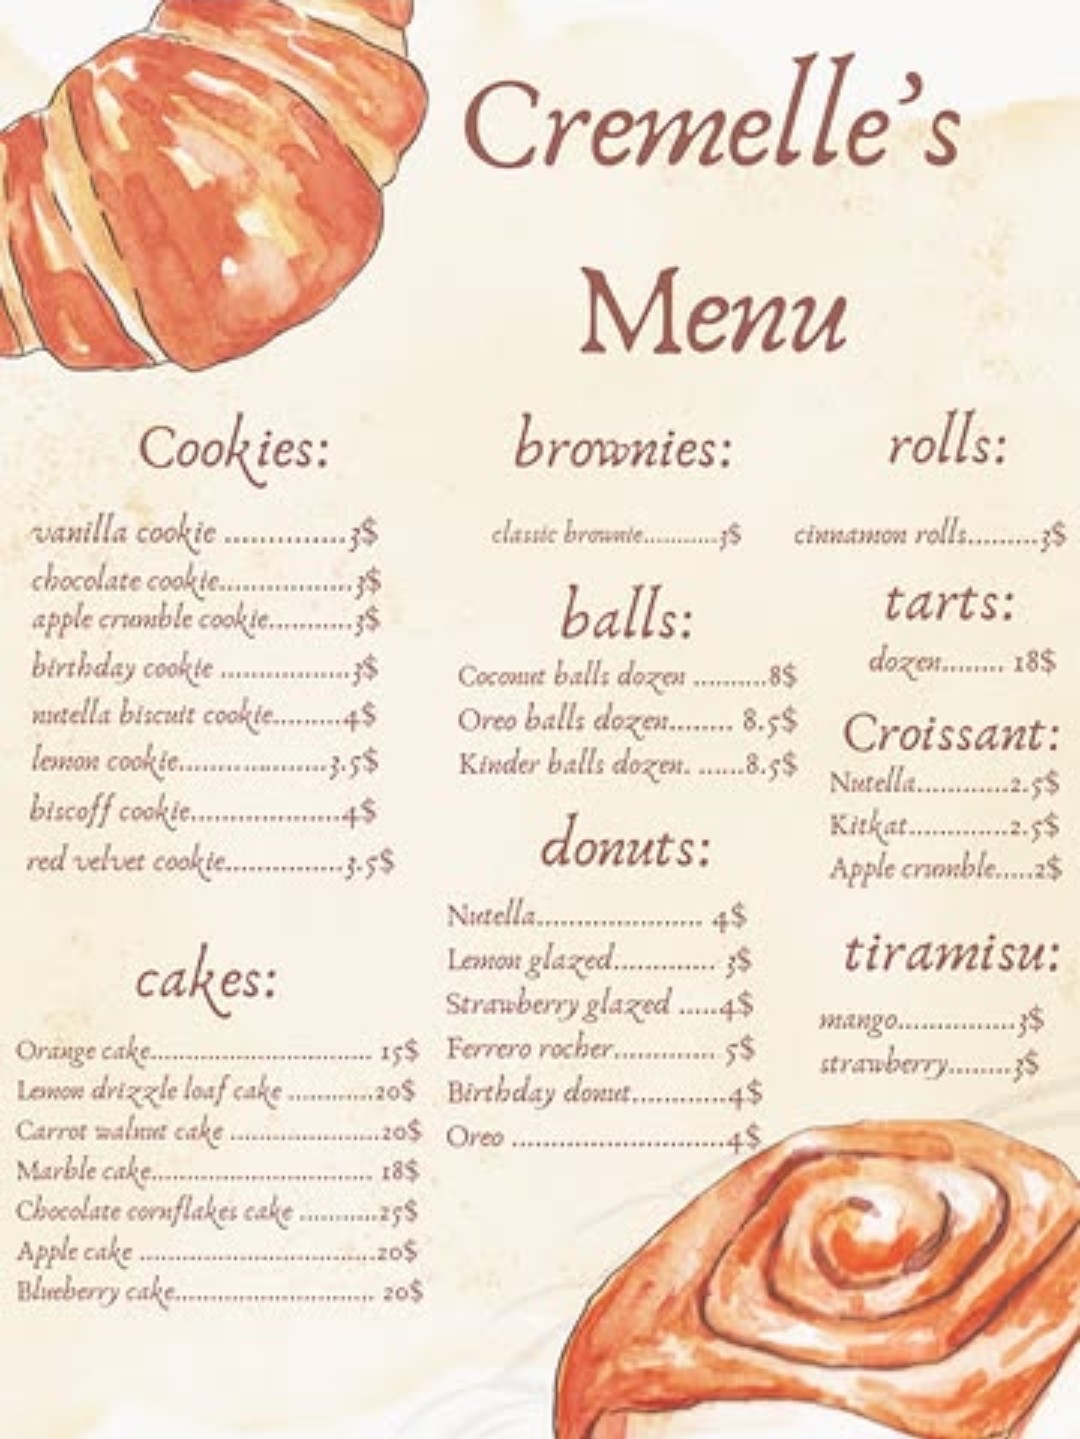 Cremelle's
Menu
Cookies:
vanilla cookie ..............3$
chocolate cookie..............3$
apple crumble cookie...........3$
birthday cookie ................3$
nutella biscuit cookie.........4$
lemon cookie.....................3.5$
biscoff cookie.....................4$
red velvet cookie................3.5$
cakes:
Orange cake................................ 15$
Lemon drizzle loaf cake ............20$
Carrot walnut cake .....................20$
Marble cake................................ 18$
Chocolate cornflakes cake ...........25$
Apple cake .................................20$
Blueberry cake............................. 20$
brownies:
classic brownie...........3$
balls:
Coconut balls dozen ..........8$
Oreo balls dozen......... 8.5$
Kinder balls dozen. ......8.5$
donuts:
Nutella....................... 4$
Lemon glazed.............. 3$
Strawberry glazed .....4$
Ferrero rocher.............. 5$
Birthday donut.............4$
Oreo .............................4$
rolls:
cinnamon rolls.........3$
tarts:
dozen........ 18$
Croissant:
Nutella............2.5$
Kitkat.............2.5$
Apple crumble.....2$
tiramisu:
mango...............3$
strawberry........3$